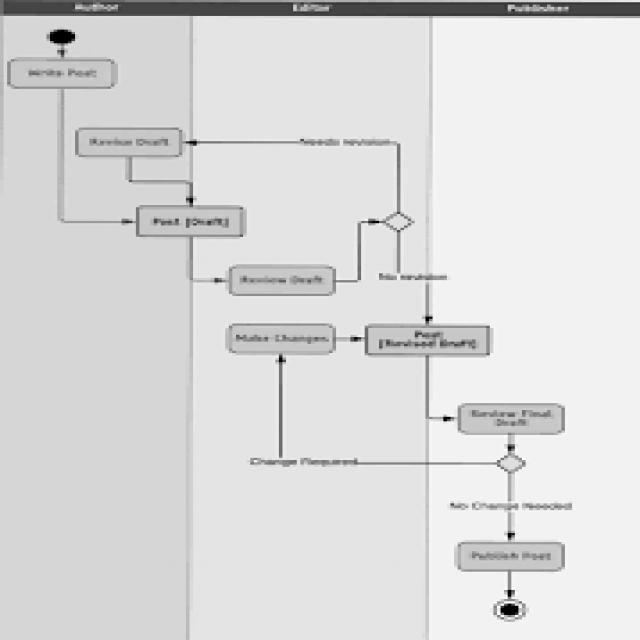 Author
Editor
Publisher
Write Post
Revise Draft
Needs revision
Post [Draft]
No revision
Review Draft
Make Changes
Post
[Revised Draft]
Review Final
Draft
Change Required
No Change Needed
Publish Post